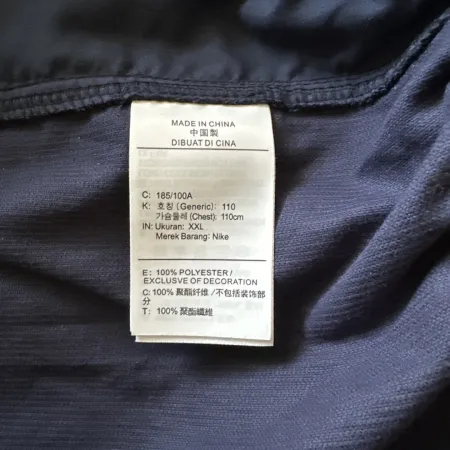 MADE IN CHINA
中国製
DIBUAT DI CINA
C: 185/100A
K: 호칭 (Generic): 110
가슴둘레 (Chest): 110cm
IN: Ukuran: XXL
Merek Barang: Nike
E: 100% POLYESTER /
EXCLUSVE OF DECORATION
C: 100% 聚酯纤维 / 不包括装饰部
分
T: 100% 聚酯纖維